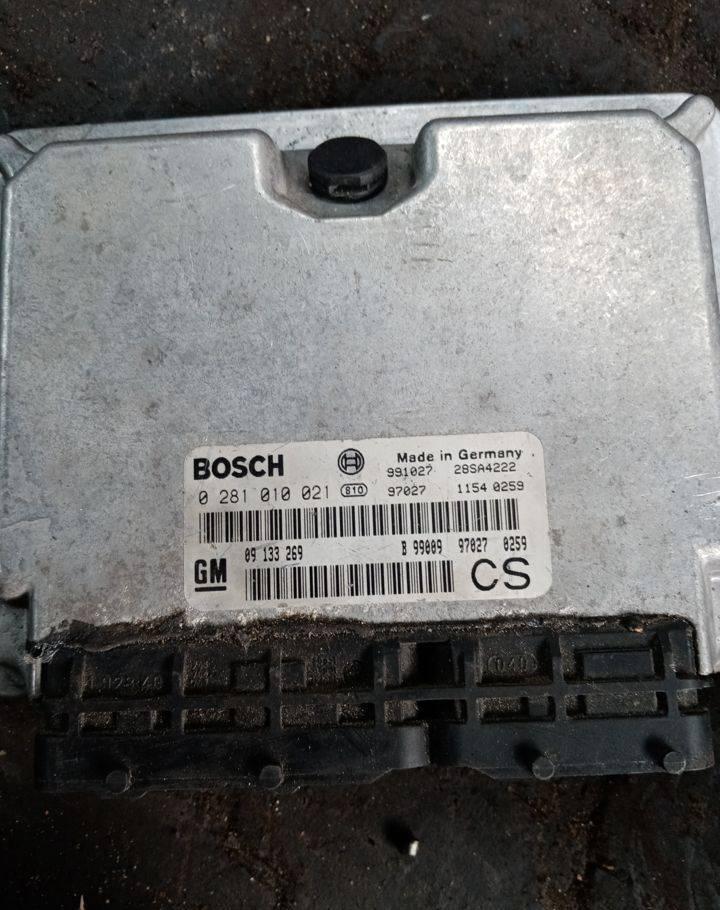 BOSCH Made in Germany
991027 28SA4222
0 281 010 021 810 97027 1154 0259
09 133 269 B 99009 97027 0259
GM CS